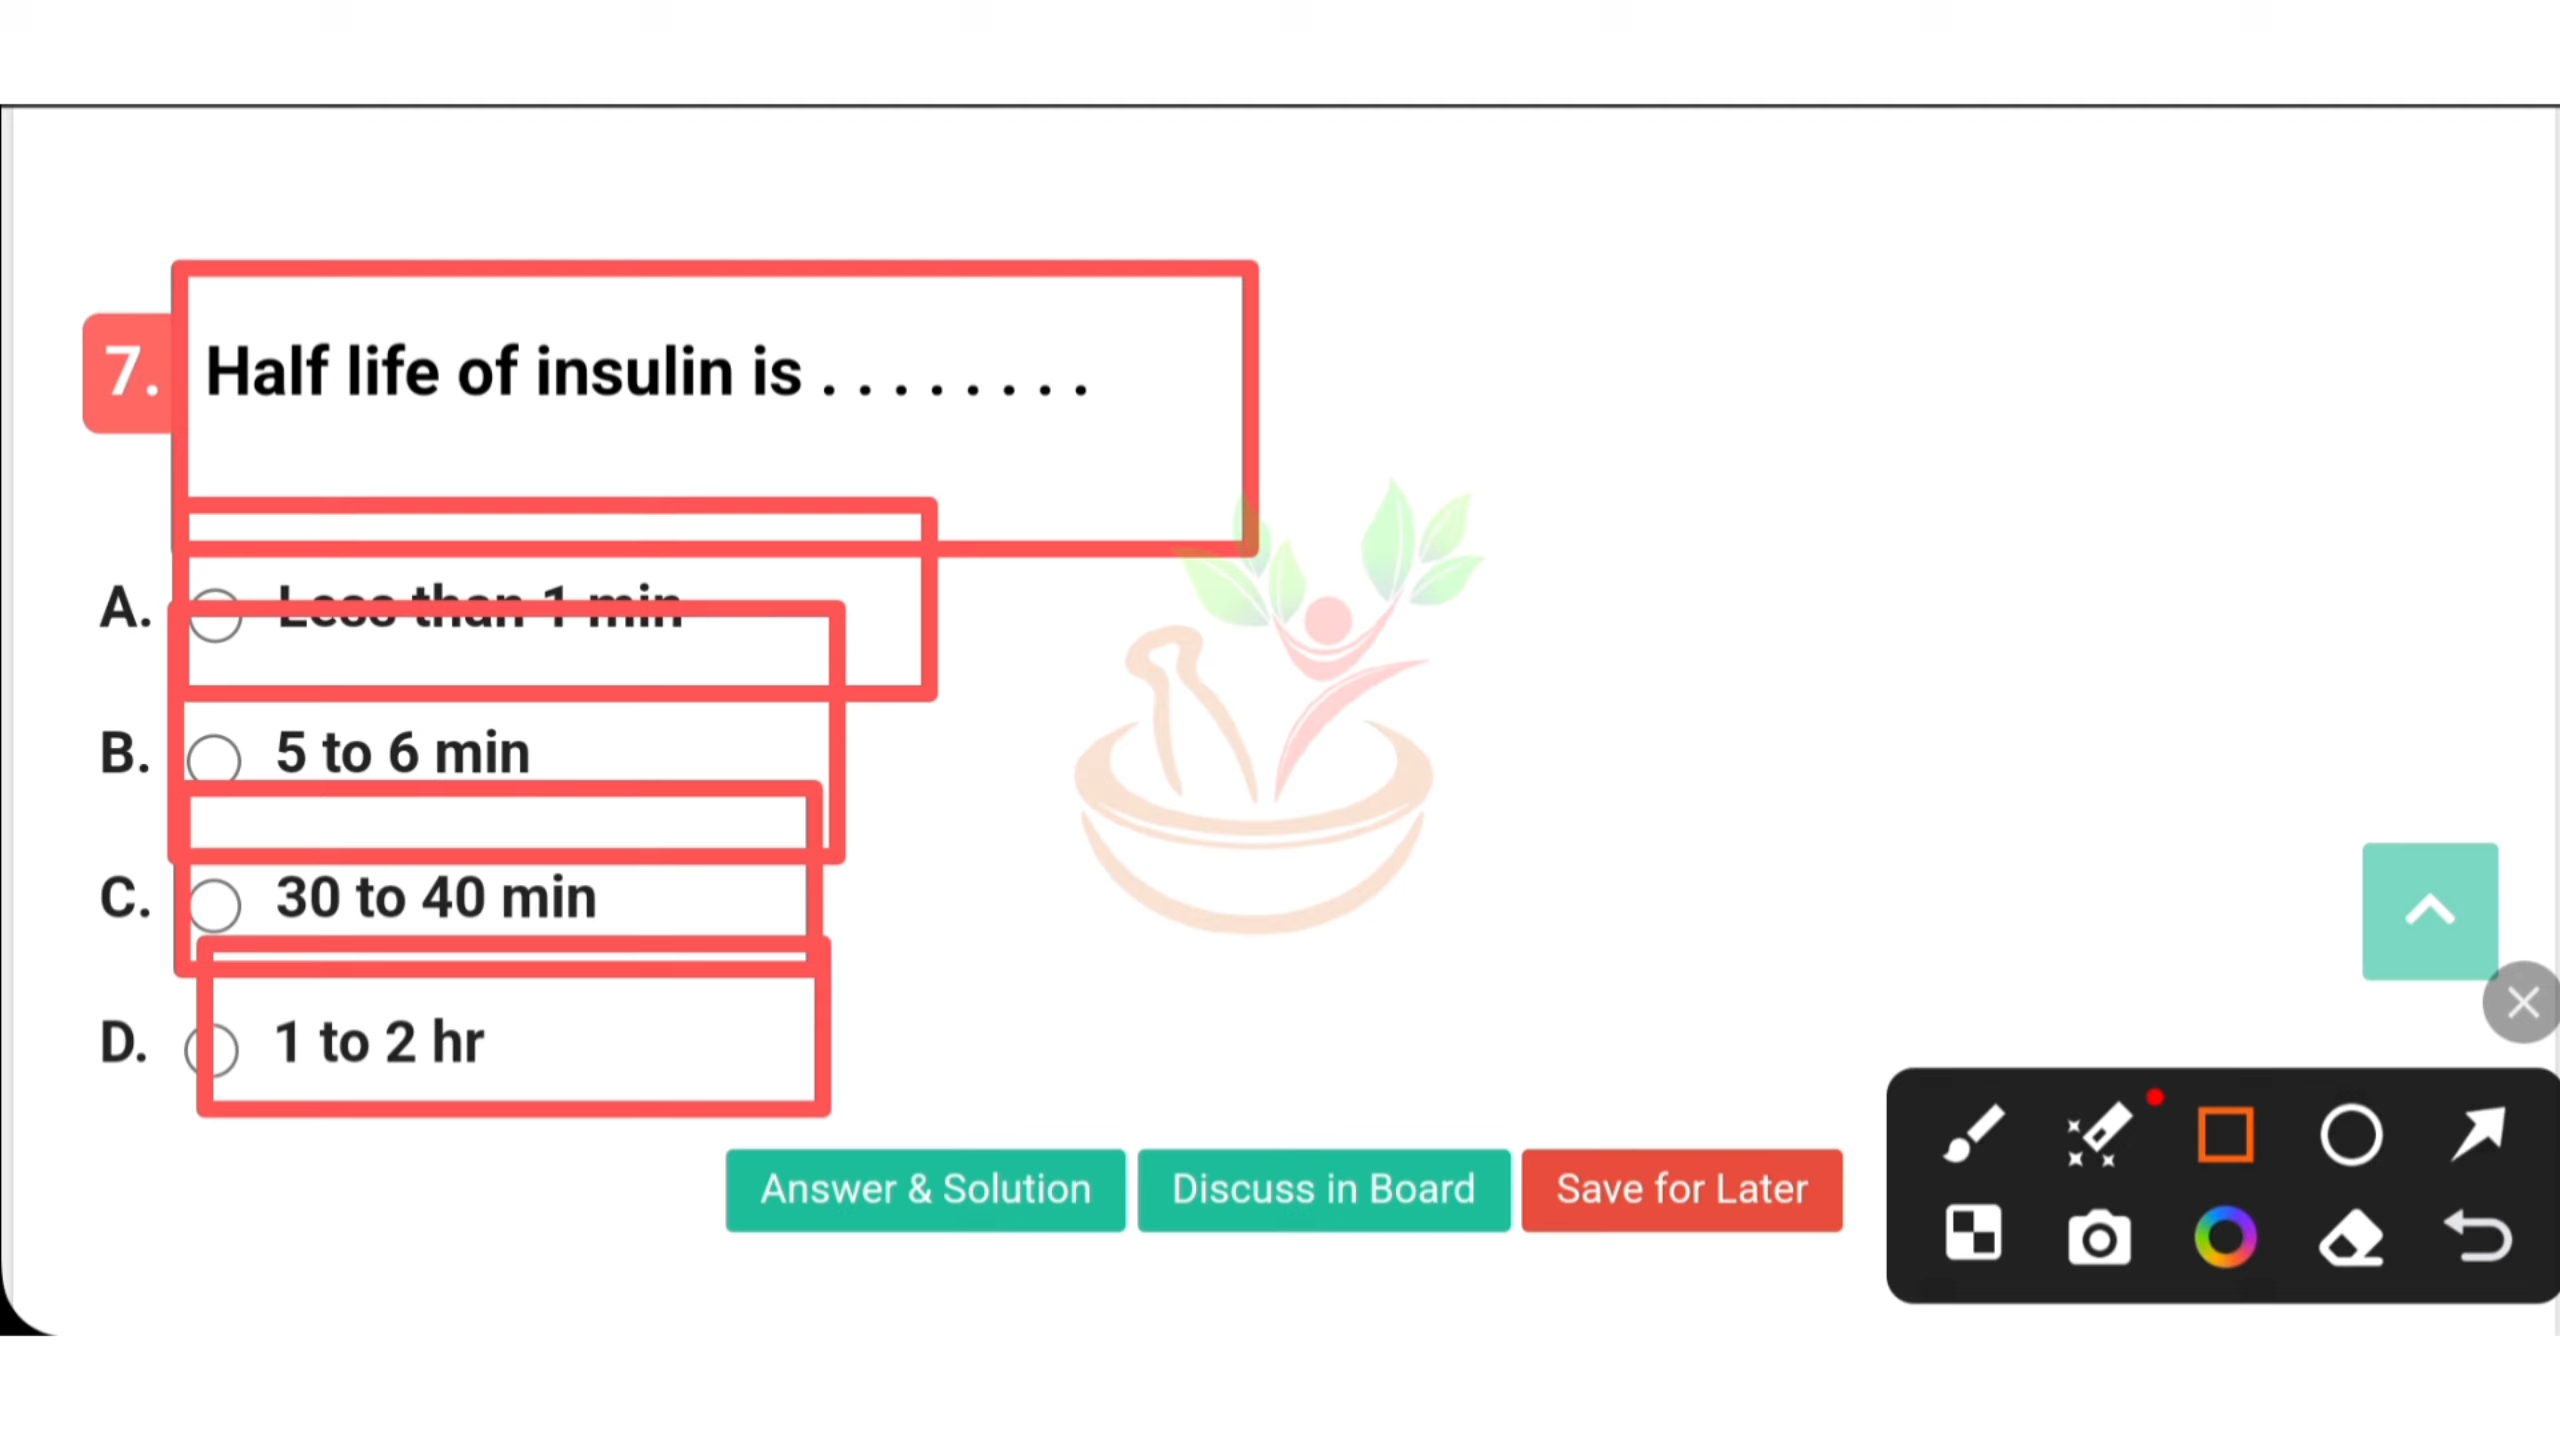 7. Half life of insulin is . . . . . . . .
A. Less than 1 min
B. 5 to 6 min
C. 30 to 40 min
D. 1 to 2 hr
Answer & Solution Discuss in Board Save for Later